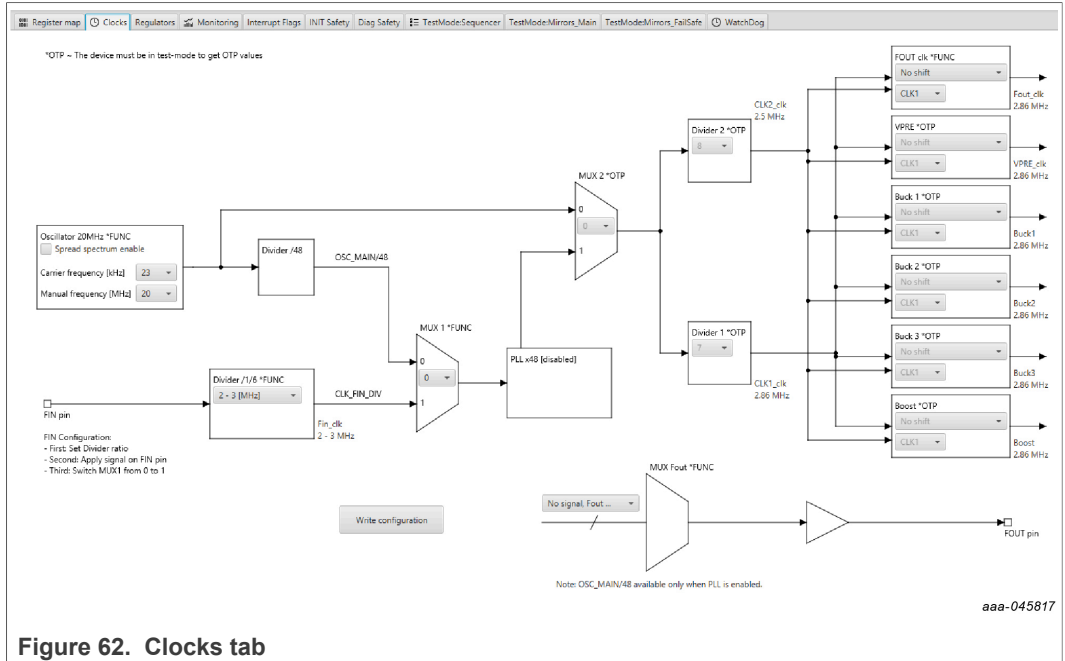 Register map Clocks Regulators Monitoring Interrupt Flags INIT Safety Diag Safety TestMode:Sequencer TestMode:Mirrors_Main TestMode:Mirrors_FailSafe WatchDog
*OTP ~ The device must be in test-mode to get OTP values
Oscillator 20MHz *FUNC
Spread spectrum enable
Carrier frequency [kHz] 23
Manual frequency [MHz] 20
Divider /48
OSC_MAIN/48
FIN pin
FIN Configuration:
- First: Set Divider ratio
- Second: Apply signal on FIN pin
- Third: Switch MUX1 from 0 to 1
Divider /1/6 *FUNC
2 - 3 [MHz]
CLK_FIN_DIV
Fin_clk
2 - 3 MHz
MUX 1 *FUNC
0
0
1
PLL x48 [disabled]
MUX 2 *OTP
0
0
1
Divider 2 *OTP
8
CLK2_clk
2.5 MHz
Divider 1 *OTP
7
CLK1_clk
2.86 MHz
FOUT clk *FUNC
No shift
CLK1
Fout_clk
2.86 MHz
VPRE *OTP
No shift
CLK1
VPRE_clk
2.86 MHz
Buck 1 *OTP
No shift
CLK1
Buck1
2.86 MHz
Buck 2 *OTP
No shift
CLK1
Buck2
2.86 MHz
Buck 3 *OTP
No shift
CLK1
Buck3
2.86 MHz
Boost *OTP
No shift
CLK1
Boost
2.86 MHz
Write configuration
MUX Fout *FUNC
No signal, Fout ...
FOUT pin
Note: OSC_MAIN/48 available only when PLL is enabled.
aaa-045817
Figure 62. Clocks tab